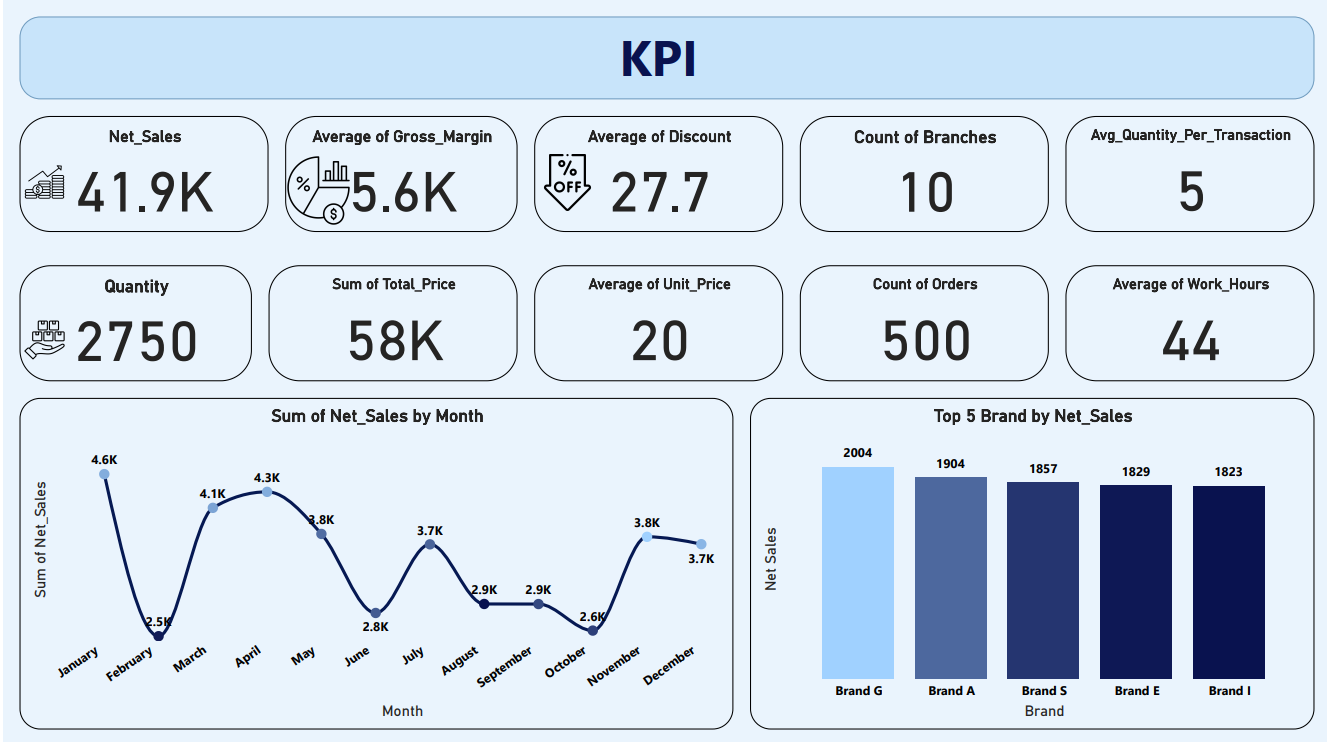 KPI
Net_Sales
41.9K
Average of Gross_Margin
%
$
5.6K
Average of Discount
%
OFF
27.7
Count of Branches
10
Avg_Quantity_Per_Transaction
5
Quantity
2750
Sum of Total_Price
58K
Average of Unit_Price
20
Count of Orders
500
Average of Work_Hours
44
Sum of Net_Sales by Month
Sum of Net_Sales
4.6K
2.5K
4.1K
4.3K
3.8K
2.8K
3.7K
2.9K
2.9K
2.6K
3.8K
3.7K
January
February
March
April
May
June
July
August
September
October
November
December
Month
Top 5 Brand by Net_Sales
Net Sales
2004
1904
1857
1829
1823
Brand G
Brand A
Brand S
Brand E
Brand I
Brand